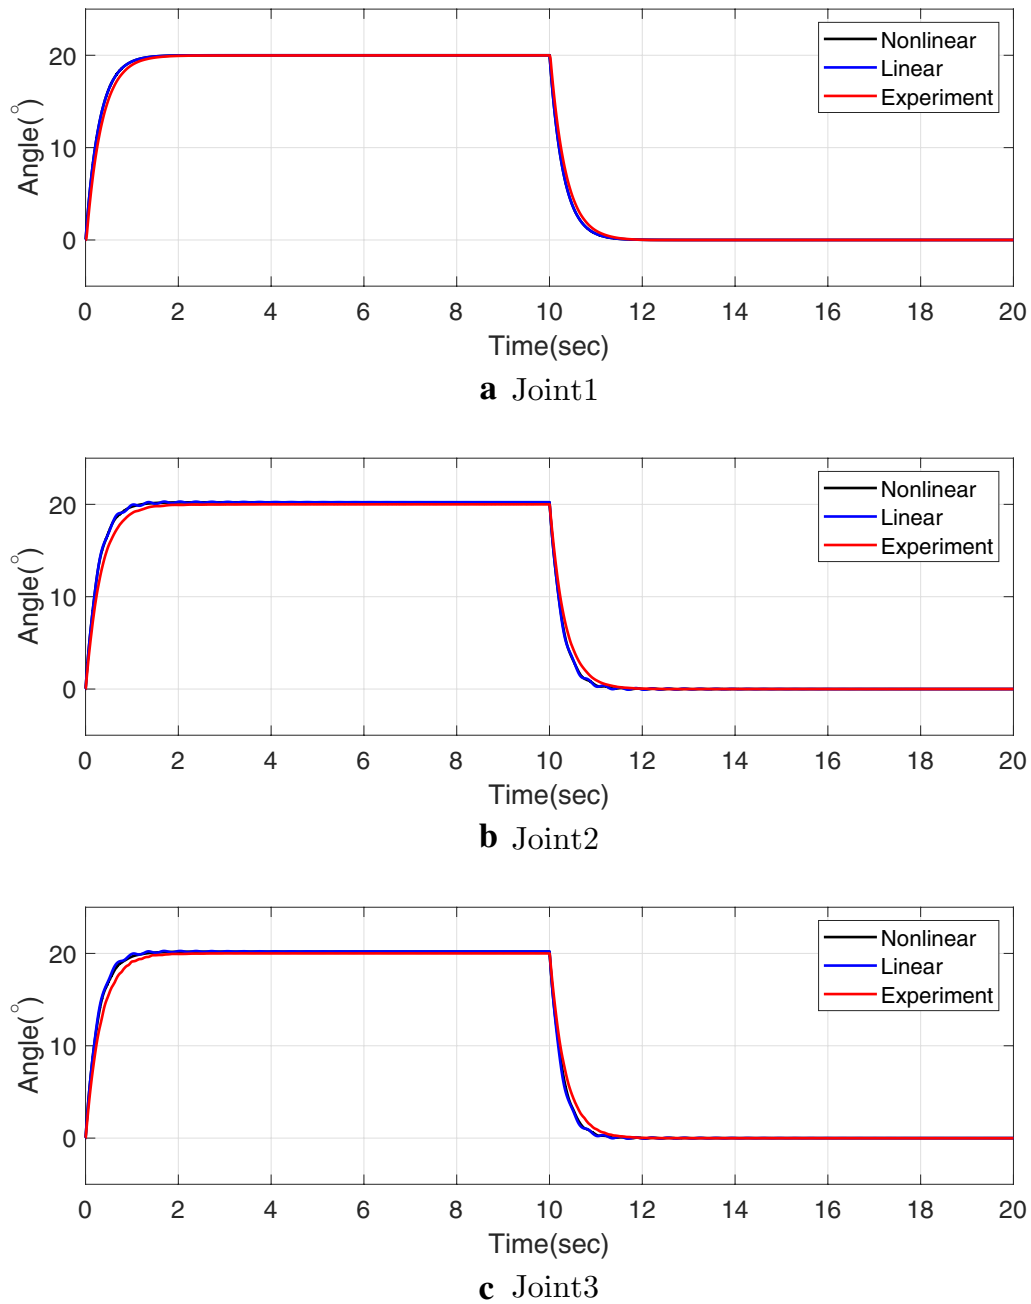 Angle(°)
20
10
0
Nonlinear
Linear
Experiment
0 2 4 6 8 10 12 14 16 18 20
Time(sec)
a Joint1
Angle(°)
20
10
0
Nonlinear
Linear
Experiment
0 2 4 6 8 10 12 14 16 18 20
Time(sec)
b Joint2
Angle(°)
20
10
0
Nonlinear
Linear
Experiment
0 2 4 6 8 10 12 14 16 18 20
Time(sec)
c Joint3